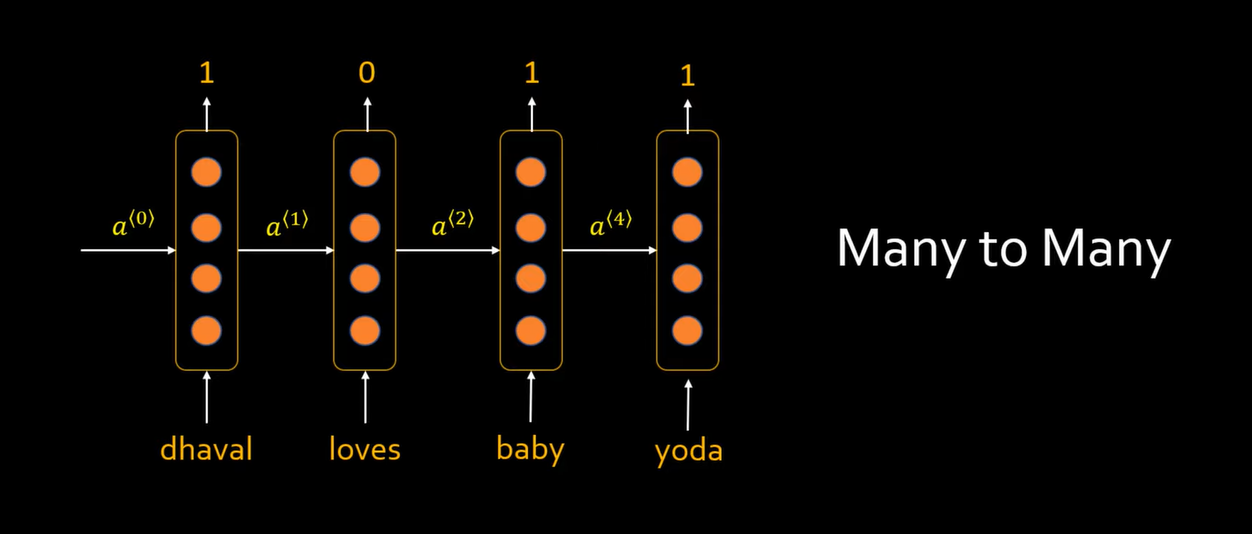 1 0 1 1
a⟨0⟩ a⟨1⟩ a⟨2⟩ a⟨4⟩
Many to Many
dhaval loves baby yoda